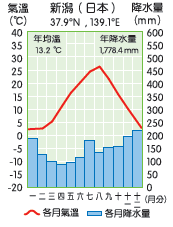 氣溫 新潟（日本） 降水量
(℃) 37.9°N , 139.1°E (mm)
40 600
35 年均溫 年降水量 550
30 13.2 ℃ 1,778.4 mm 500
25 450
20 400
15 350
10 300
5 250
0 200
-5 150
-10 100
-15 50
-20 0
一二三四五六七八九十十十(月份)
一二
各月氣溫 各月降水量